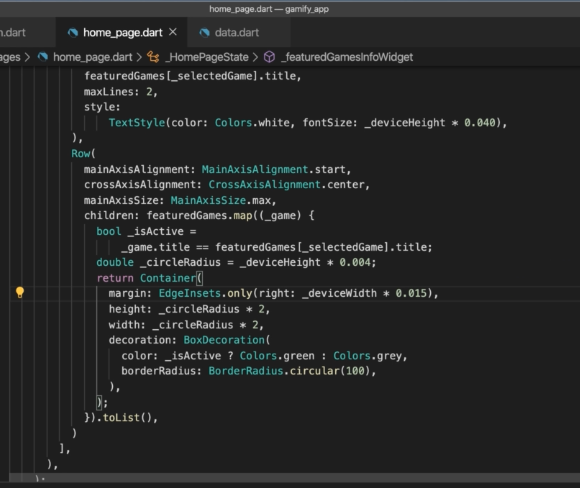 home_page.dart — gamify_app
n.dart
home_page.dart ×
data.dart
ages > home_page.dart > _HomePageState > _featuredGamesInfoWidget
featuredGames[_selectedGame].title,
maxLines: 2,
style:
TextStyle(color: Colors.white, fontSize: _deviceHeight * 0.040),
),
Row(
mainAxisAlignment: MainAxisAlignment.start,
crossAxisAlignment: CrossAxisAlignment.center,
mainAxisSize: MainAxisSize.max,
children: featuredGames.map((_game) {
bool _isActive =
_game.title == featuredGames[_selectedGame].title;
double _circleRadius = _deviceHeight * 0.004;
return Container(
margin: EdgeInsets.only(right: _deviceWidth * 0.015),
height: _circleRadius * 2,
width: _circleRadius * 2,
decoration: BoxDecoration(
color: _isActive ? Colors.green : Colors.grey,
borderRadius: BorderRadius.circular(100),
),
);
}).toList(),
)
],
),
);